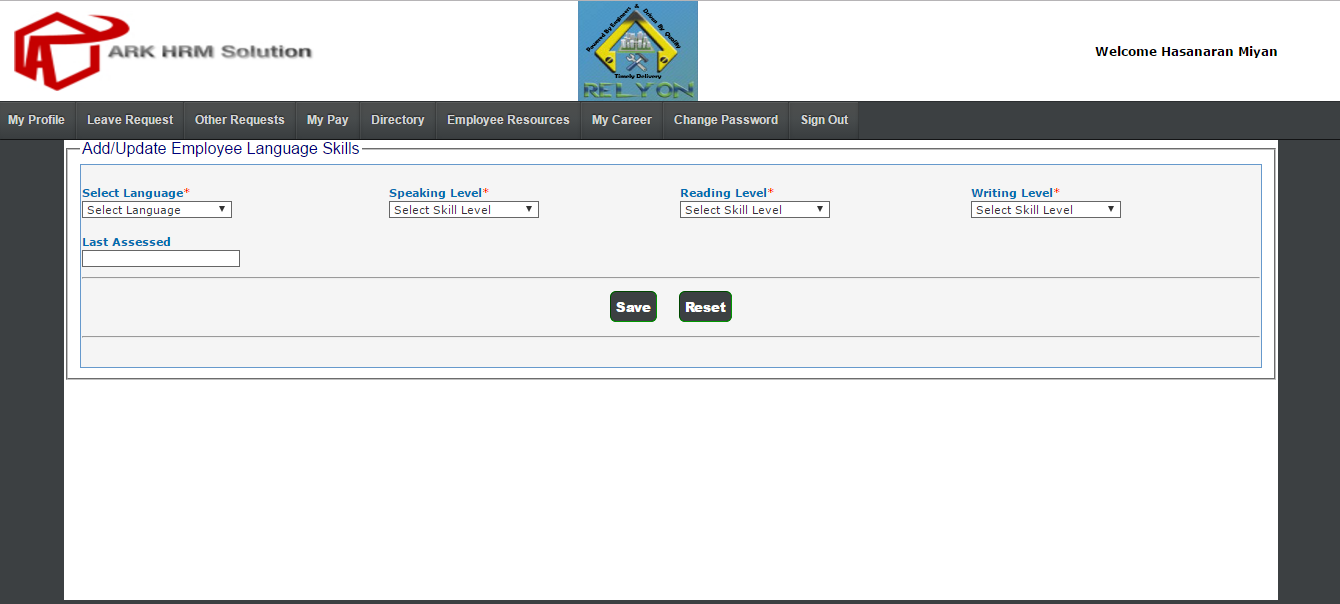 ARK HRM Solution
Powered By Engineers & Driven By Quality
Timely Delivery
RELYON
Welcome Hasanaran Miyan
My Profile Leave Request Other Requests My Pay Directory Employee Resources My Career Change Password Sign Out
Add/Update Employee Language Skills
Select Language* Speaking Level* Reading Level* Writing Level*
Select Language Select Skill Level Select Skill Level Select Skill Level
Last Assessed
Save Reset